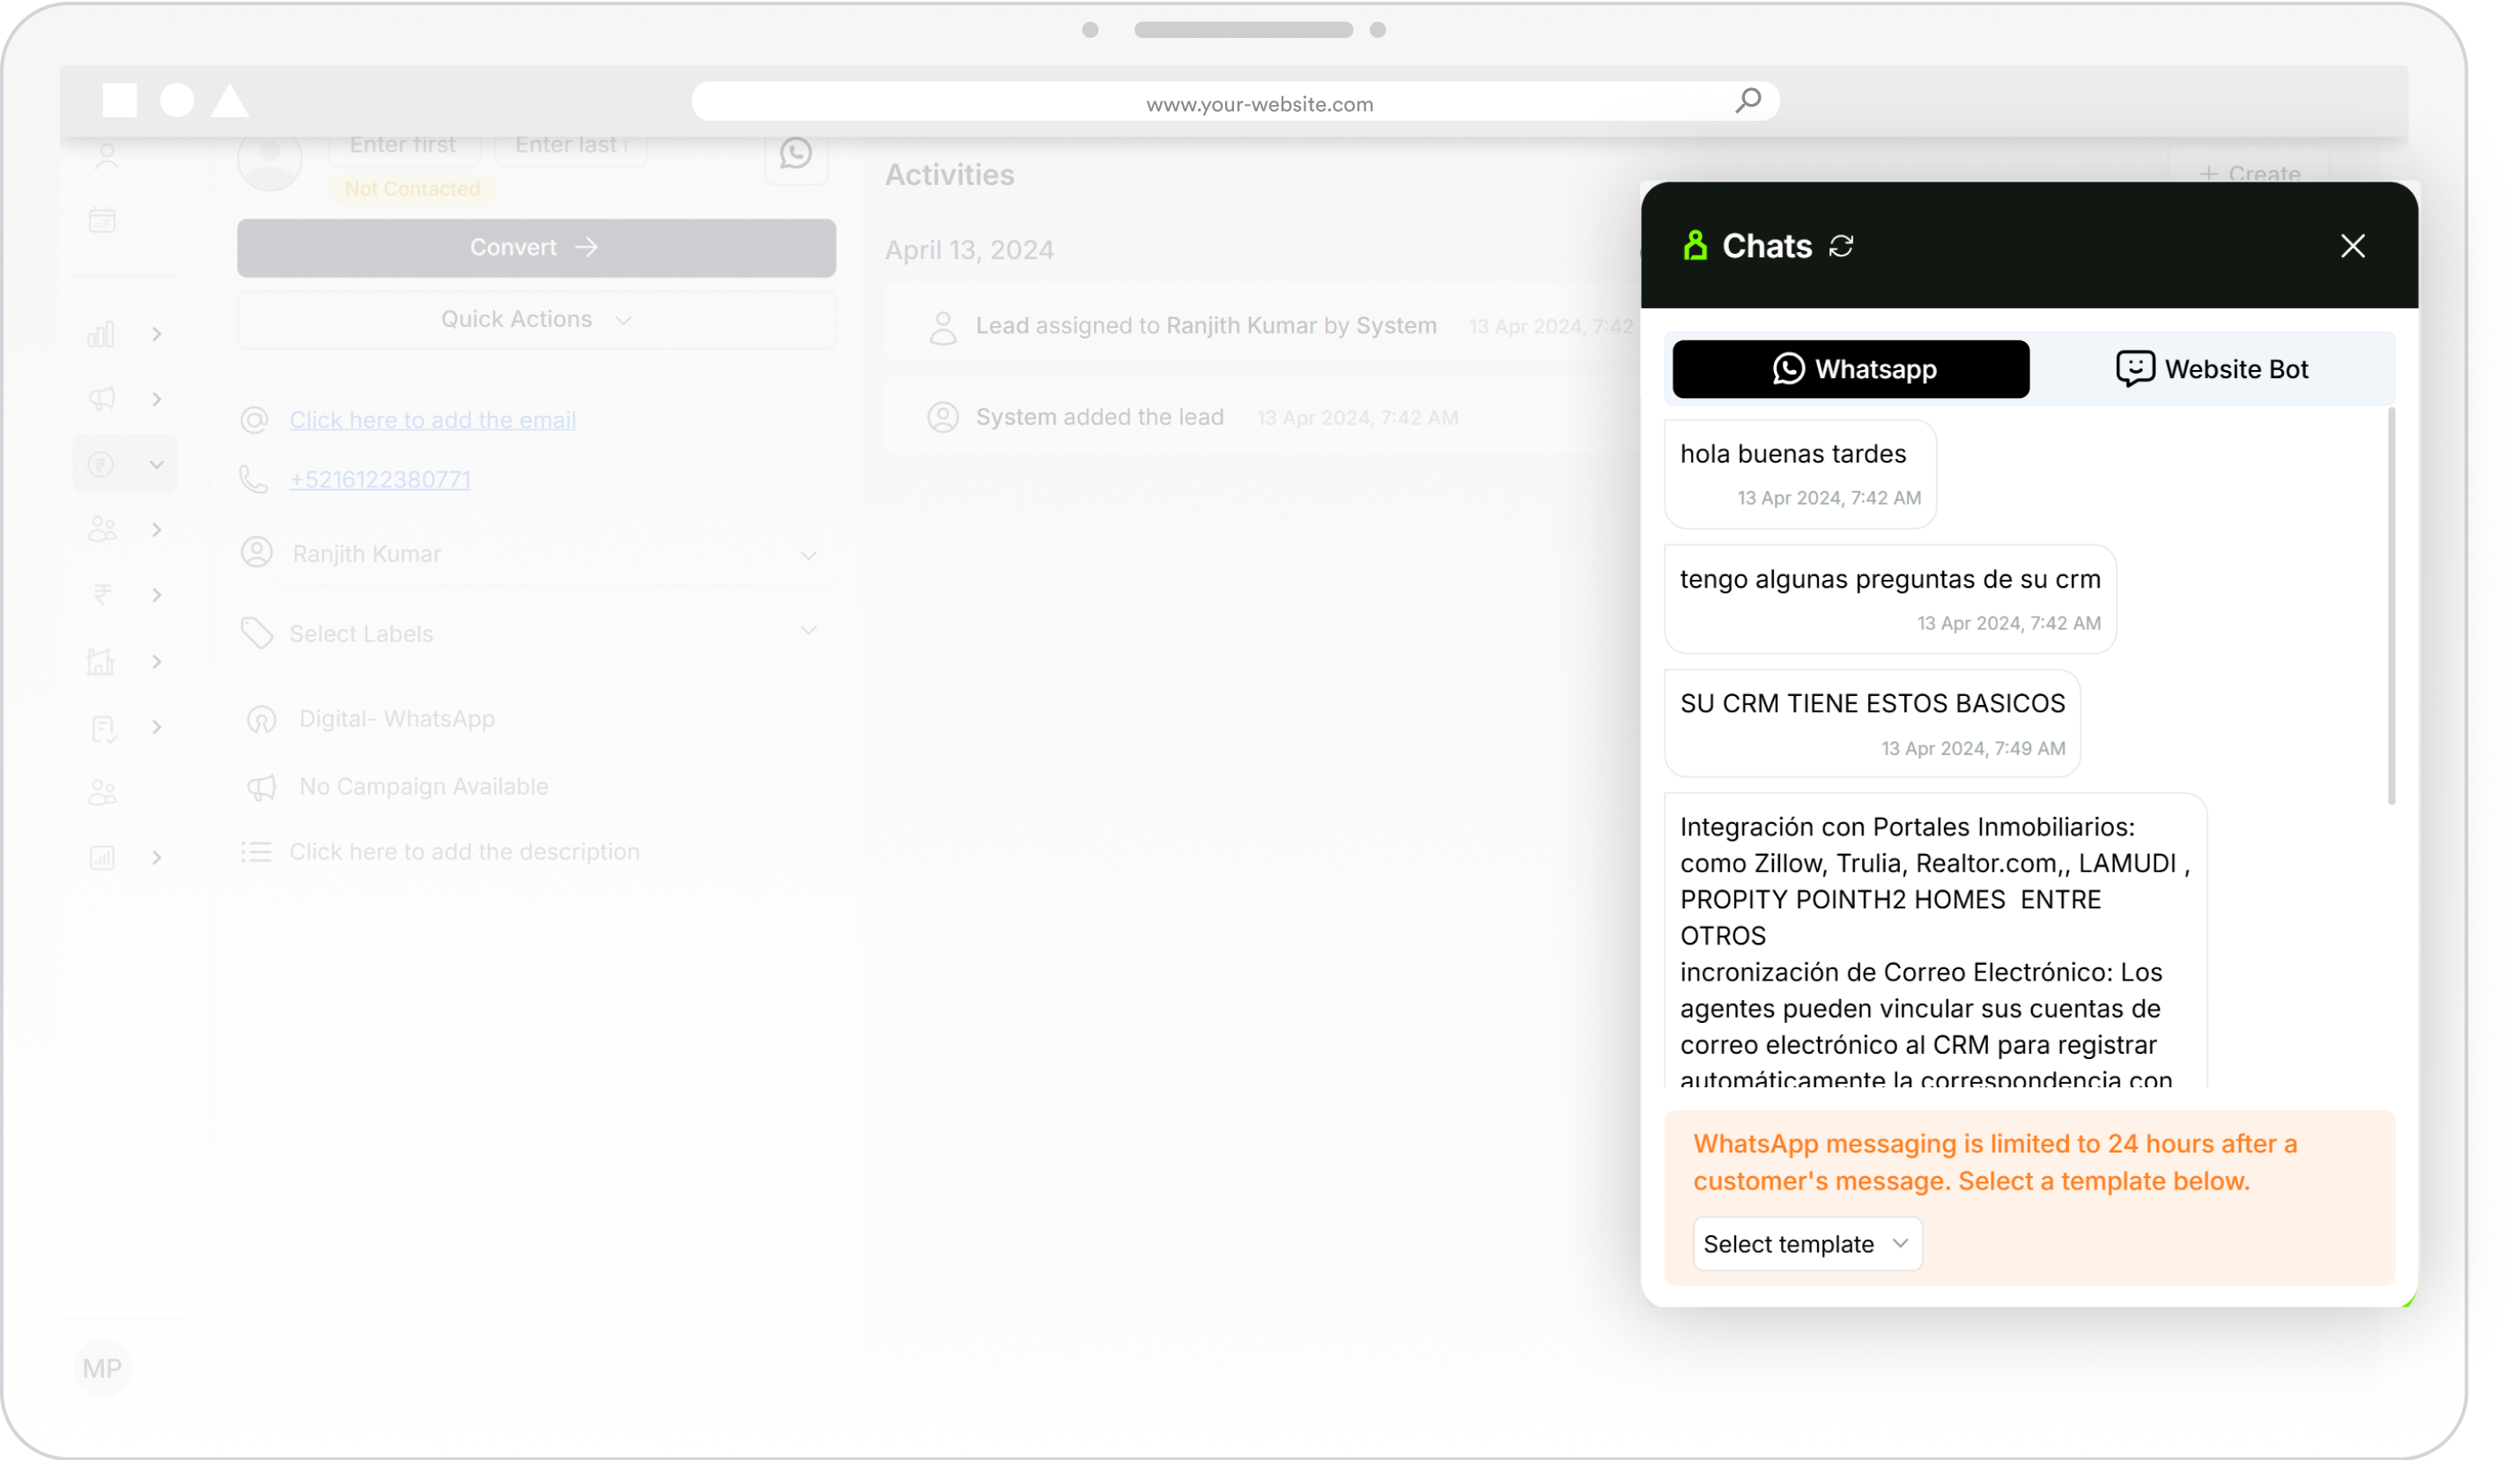 www.your-website.com
Enter first
Enter last
Not Contacted
Convert
Quick Actions
Click here to add the email
+5216122380771
Ranjith Kumar
Select Labels
Digital- WhatsApp
No Campaign Available
Click here to add the description
MP
Activities
+ Create
April 13, 2024
Lead assigned to Ranjith Kumar by System 13 Apr 2024, 7:42
System added the lead 13 Apr 2024, 7:42 AM
Chats
Whatsapp
Website Bot
hola buenas tardes
13 Apr 2024, 7:42 AM
tengo algunas preguntas de su crm
13 Apr 2024, 7:42 AM
SU CRM TIENE ESTOS BASICOS
13 Apr 2024, 7:49 AM
Integración con Portales Inmobiliarios:
como Zillow, Trulia, Realtor.com,, LAMUDI ,
PROPITY POINTH2 HOMES  ENTRE
OTROS
incronización de Correo Electrónico: Los
agentes pueden vincular sus cuentas de
correo electrónico al CRM para registrar
automáticamente la correspondencia con
WhatsApp messaging is limited to 24 hours after a
customer's message. Select a template below.
Select template